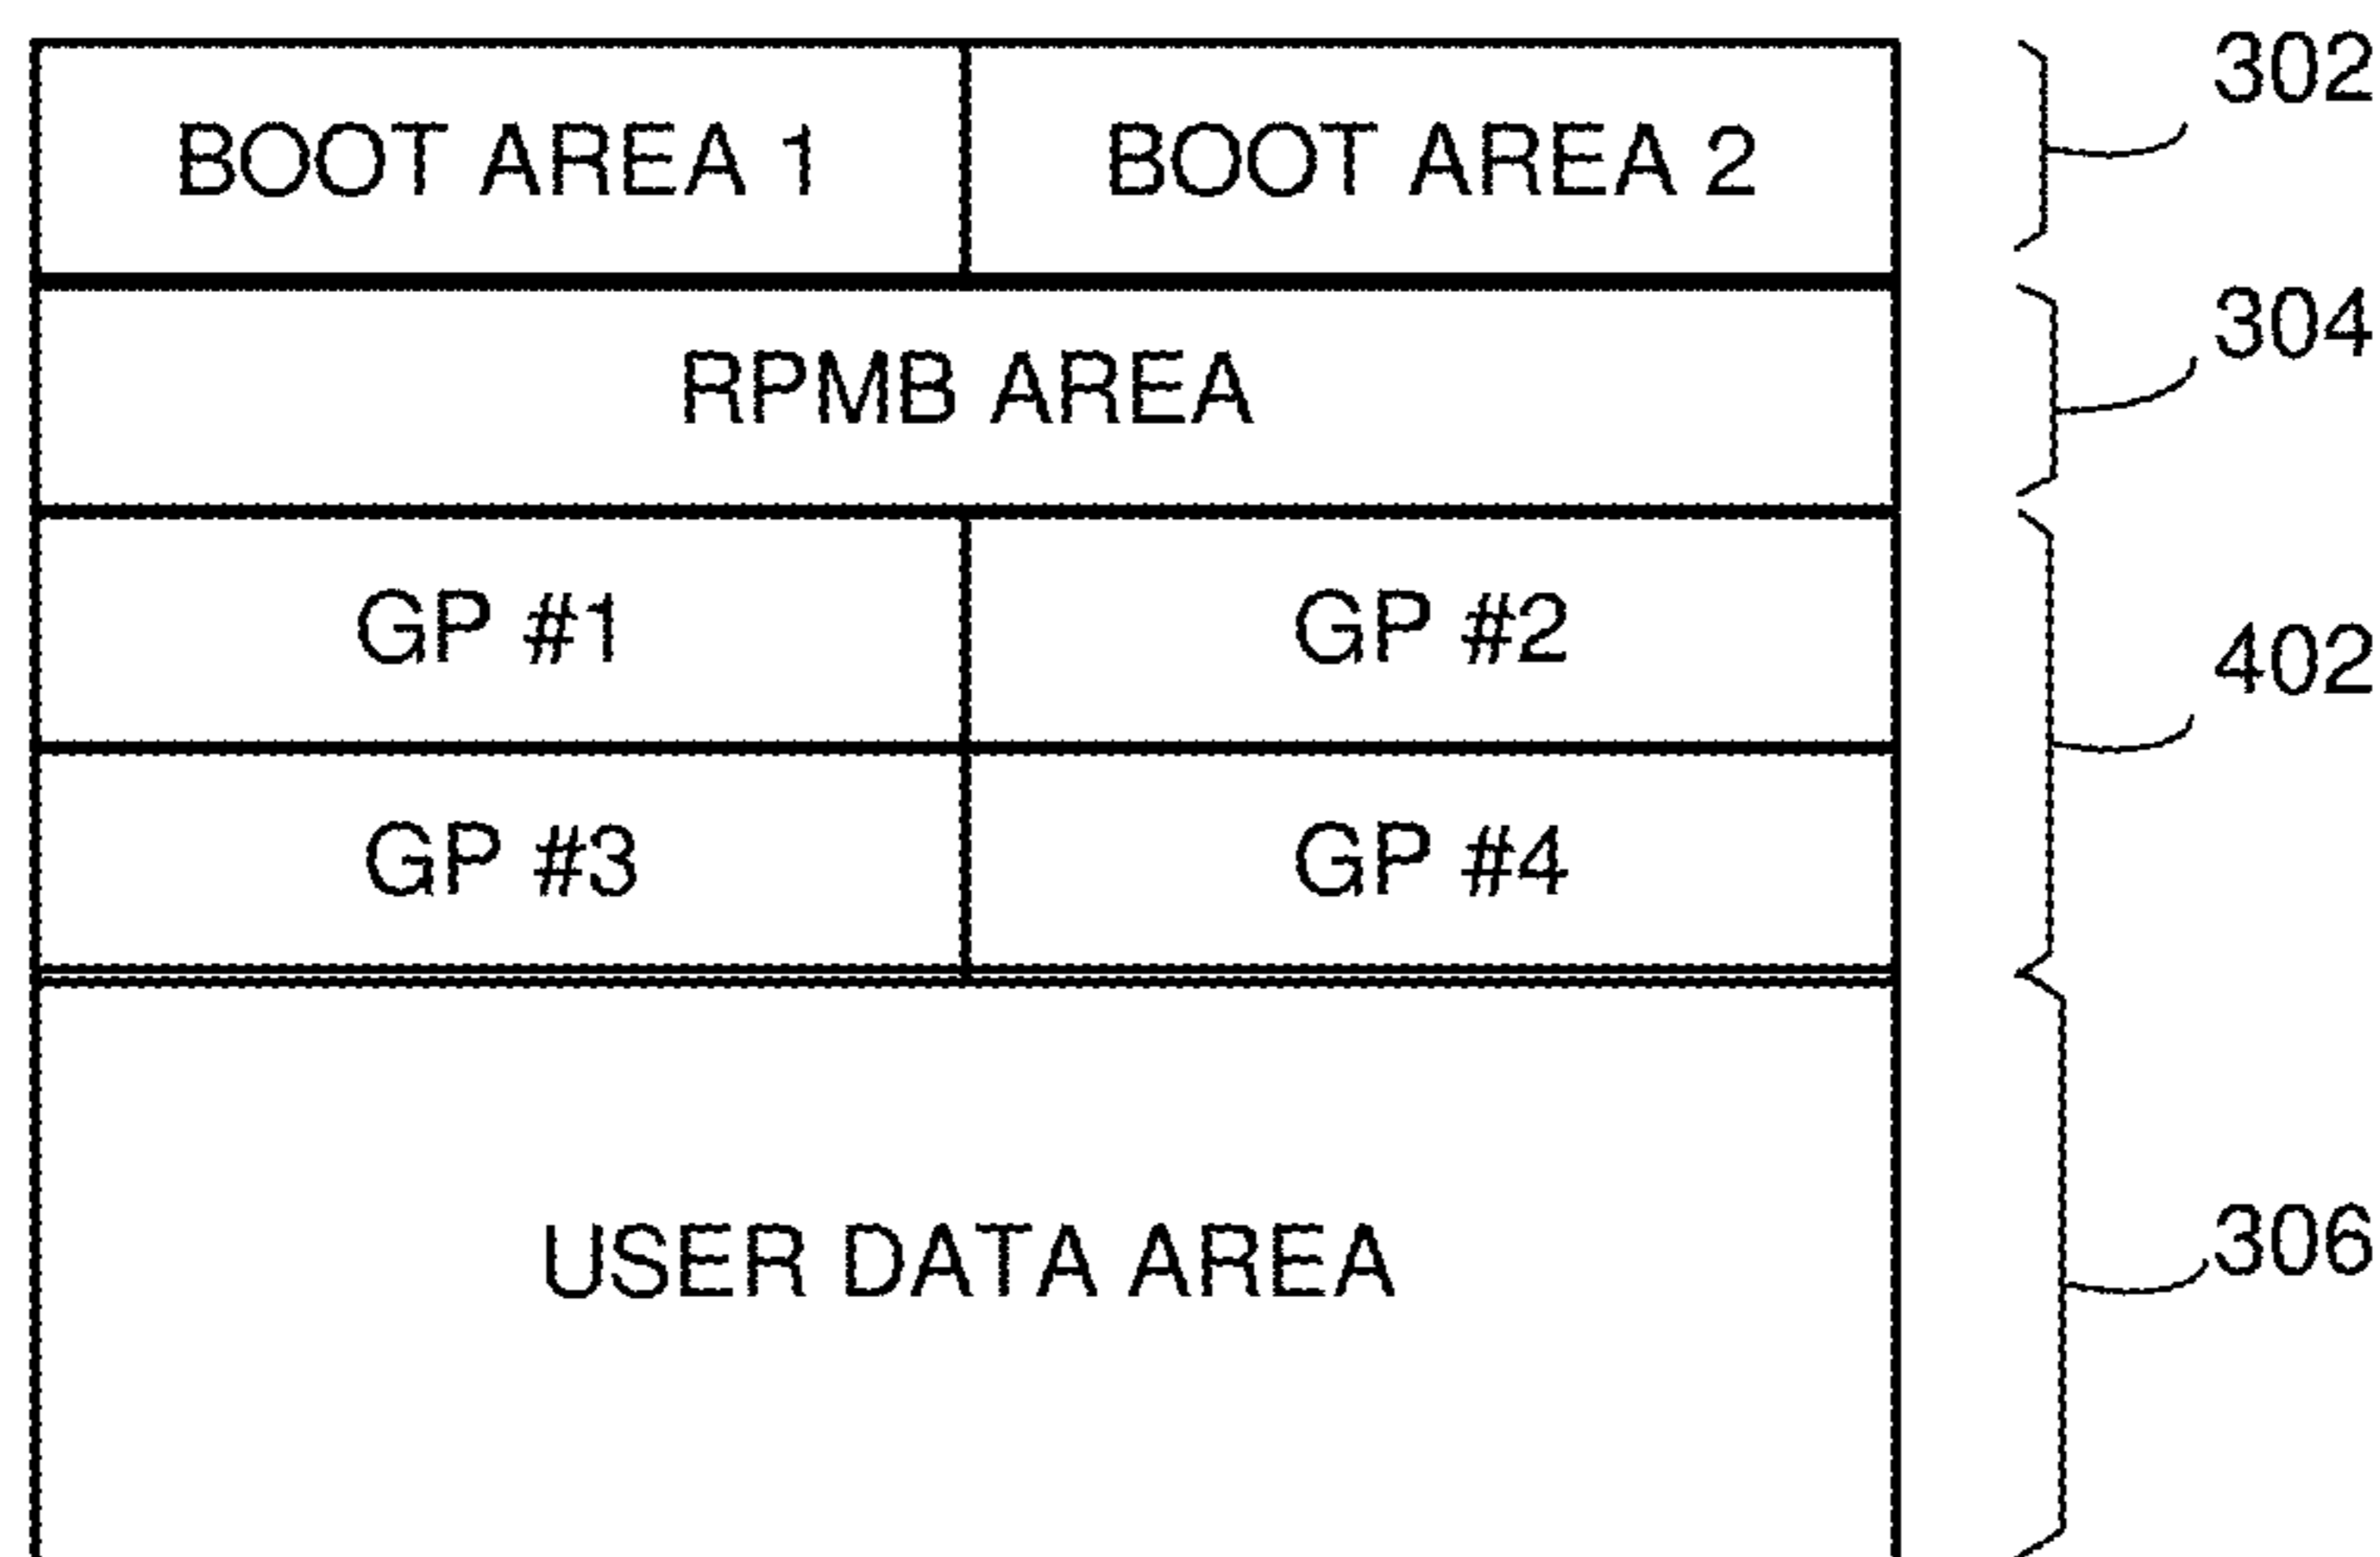 BOOT AREA 1 BOOT AREA 2 302
RPMB AREA 304
GP #1 GP #2 402
GP #3 GP #4
USER DATA AREA 306